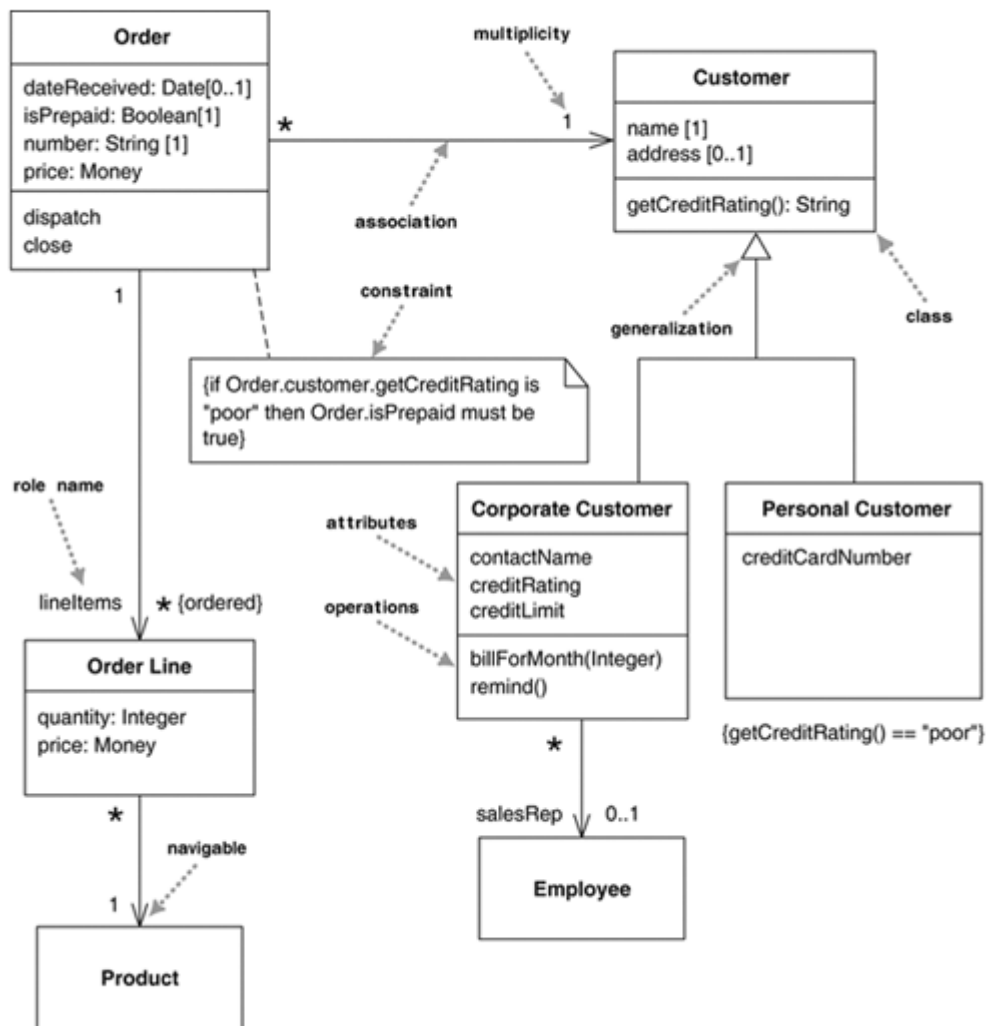 Order
dateReceived: Date[0..1]
isPrepaid: Boolean[1]
number: String [1]
price: Money
dispatch
close
multiplicity
*
1
association
Customer
name [1]
address [0..1]
getCreditRating(): String
class
generalization
constraint
{if Order.customer.getCreditRating is
"poor" then Order.isPrepaid must be
true}
1
role name
lineItems
* {ordered}
Order Line
quantity: Integer
price: Money
*
navigable
1
Product
attributes
operations
Corporate Customer
contactName
creditRating
creditLimit
billForMonth(Integer)
remind()
*
salesRep
0..1
Employee
Personal Customer
creditCardNumber
{getCreditRating() == "poor"}